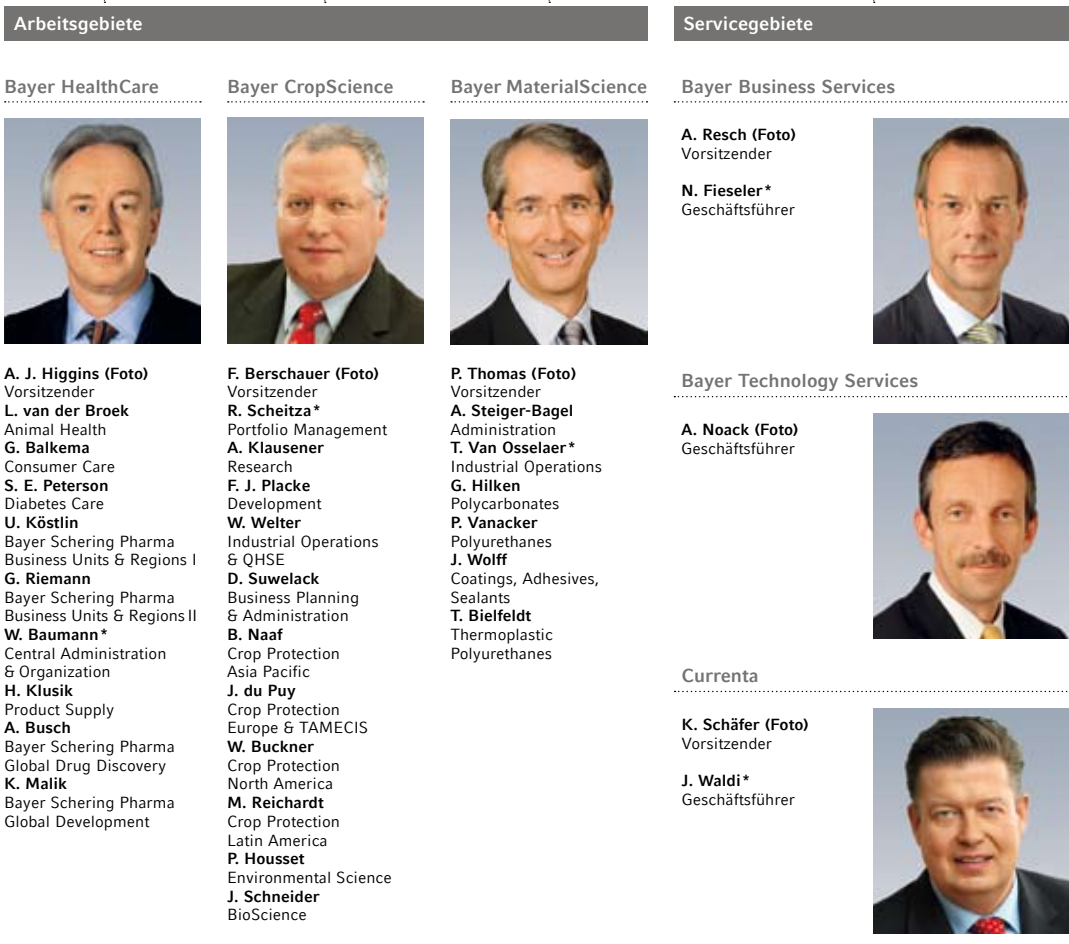 Arbeitsgebiete
Bayer HealthCare
A. J. Higgins (Foto)
Vorsitzender
L. van der Broek
Animal Health
G. Balkema
Consumer Care
S. E. Peterson
Diabetes Care
U. Köstlin
Bayer Schering Pharma
Business Units & Regions I
G. Riemann
Bayer Schering Pharma
Business Units & Regions II
W. Baumann*
Central Administration
& Organization
H. Klusik
Product Supply
A. Busch
Bayer Schering Pharma
Global Drug Discovery
K. Malik
Bayer Schering Pharma
Global Development
Bayer CropScience
F. Berschauer (Foto)
Vorsitzender
R. Scheitza*
Portfolio Management
A. Klausener
Research
F. J. Placke
Development
W. Welter
Industrial Operations
& QHSE
D. Suwelack
Business Planning
& Administration
B. Naaf
Crop Protection
Asia Pacific
J. du Puy
Crop Protection
Europe & TAMECIS
W. Buckner
Crop Protection
North America
M. Reichardt
Crop Protection
Latin America
P. Housset
Environmental Science
J. Schneider
BioScience
Bayer MaterialScience
P. Thomas (Foto)
Vorsitzender
A. Steiger-Bagel
Administration
T. Van Osselaer*
Industrial Operations
G. Hilken
Polycarbonates
P. Vanacker
Polyurethanes
J. Wolff
Coatings, Adhesives,
Sealants
T. Bielfeldt
Thermoplastic
Polyurethanes
Servicegebiete
Bayer Business Services
A. Resch (Foto)
Vorsitzender
N. Fieseler*
Geschäftsführer
Bayer Technology Services
A. Noack (Foto)
Geschäftsführer
Currenta
K. Schäfer (Foto)
Vorsitzender
J. Waldi*
Geschäftsführer